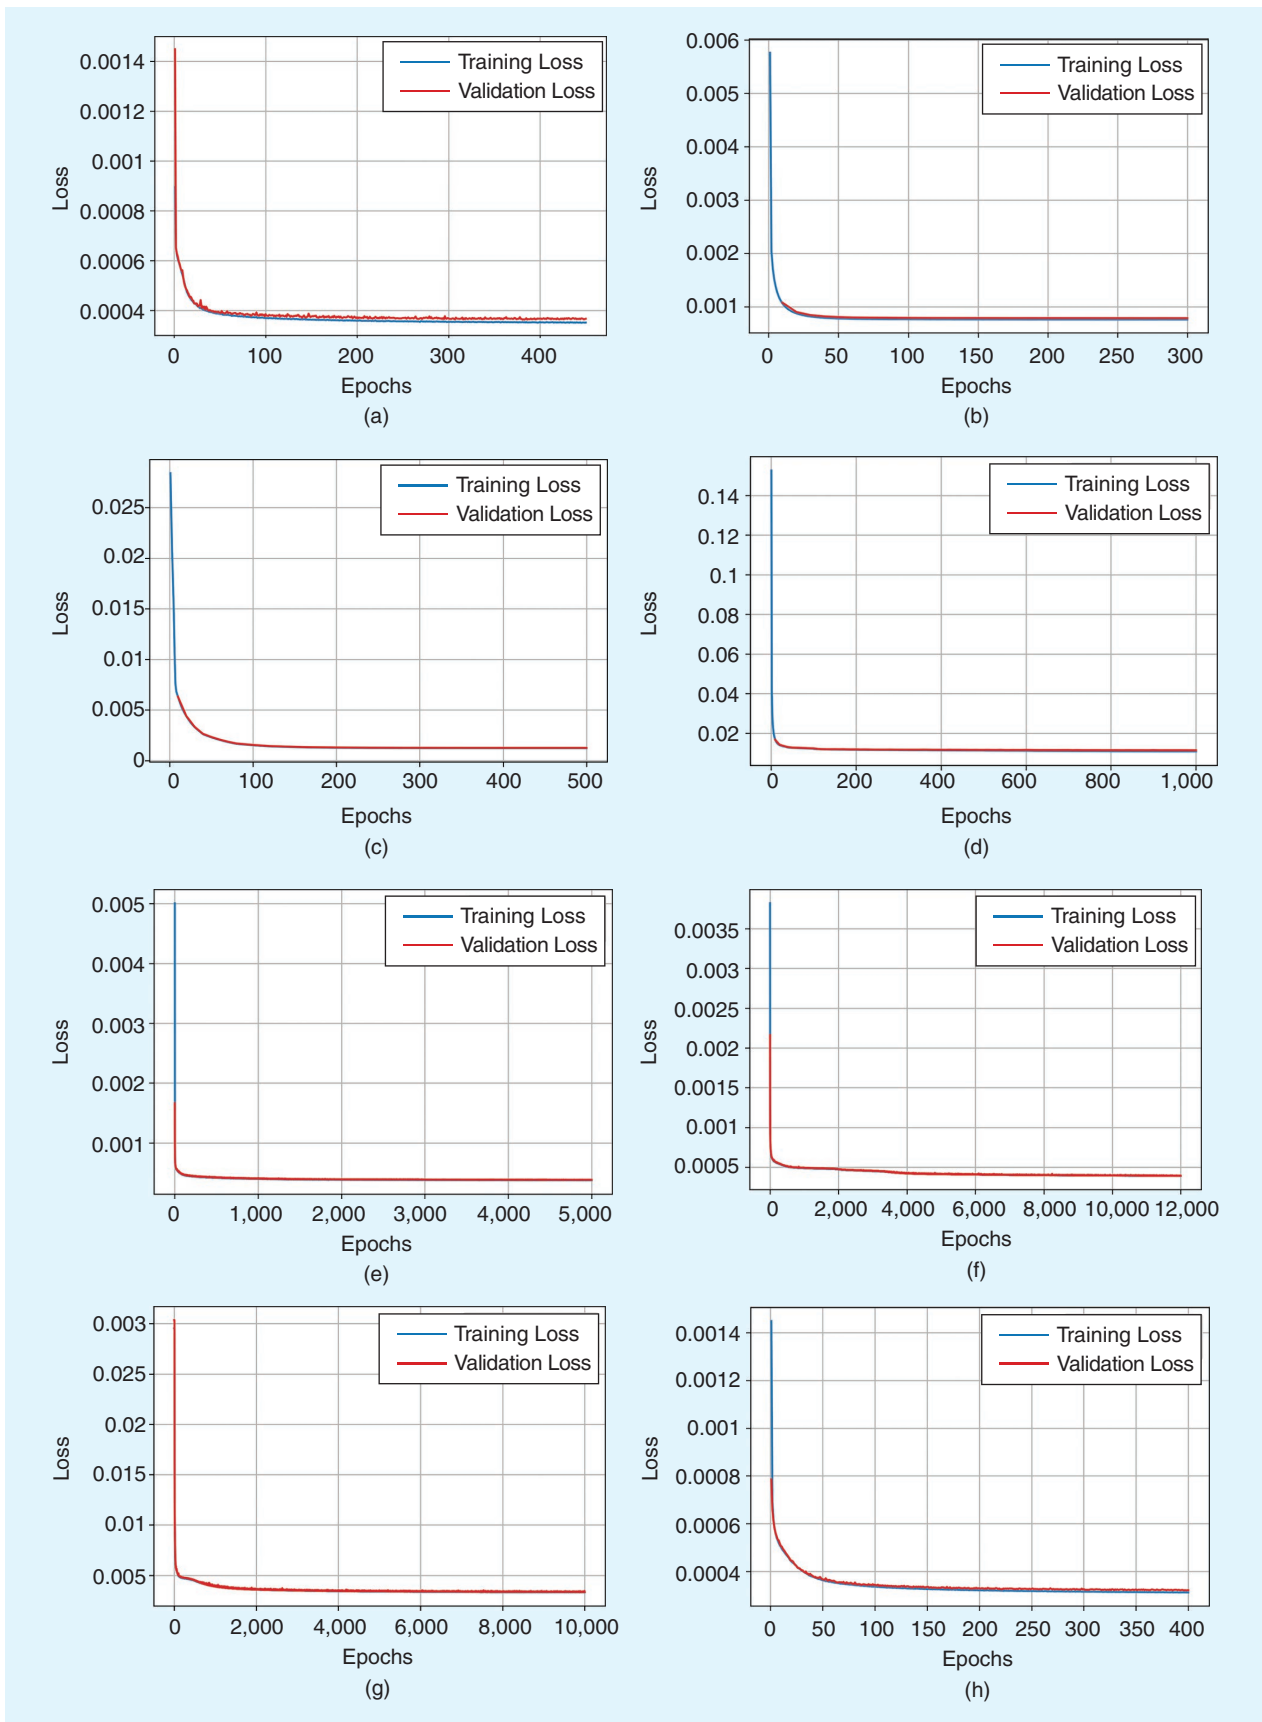 0.0014
0.0012
0.001
0.0008
0.0006
0.0004
Loss
Training Loss
Validation Loss
0 100 200 300 400
Epochs
(a)
0.006
0.005
0.004
0.003
0.002
0.001
Loss
Training Loss
Validation Loss
0 50 100 150 200 250 300
Epochs
(b)
0.025
0.02
0.015
0.01
0.005
0
Loss
Training Loss
Validation Loss
0 100 200 300 400 500
Epochs
(c)
0.14
0.12
0.1
0.08
0.06
0.04
0.02
Loss
Training Loss
Validation Loss
0 200 400 600 800 1,000
Epochs
(d)
0.005
0.004
0.003
0.002
0.001
Loss
Training Loss
Validation Loss
0 1,000 2,000 3,000 4,000 5,000
Epochs
(e)
0.0035
0.003
0.0025
0.002
0.0015
0.001
0.0005
Loss
Training Loss
Validation Loss
0 2,000 4,000 6,000 8,000 10,000 12,000
Epochs
(f)
0.003
0.025
0.02
0.015
0.01
0.005
Loss
Training Loss
Validation Loss
0 2,000 4,000 6,000 8,000 10,000
Epochs
(g)
0.0014
0.0012
0.001
0.0008
0.0006
0.0004
Loss
Training Loss
Validation Loss
0 50 100 150 200 250 300 350 400
Epochs
(h)